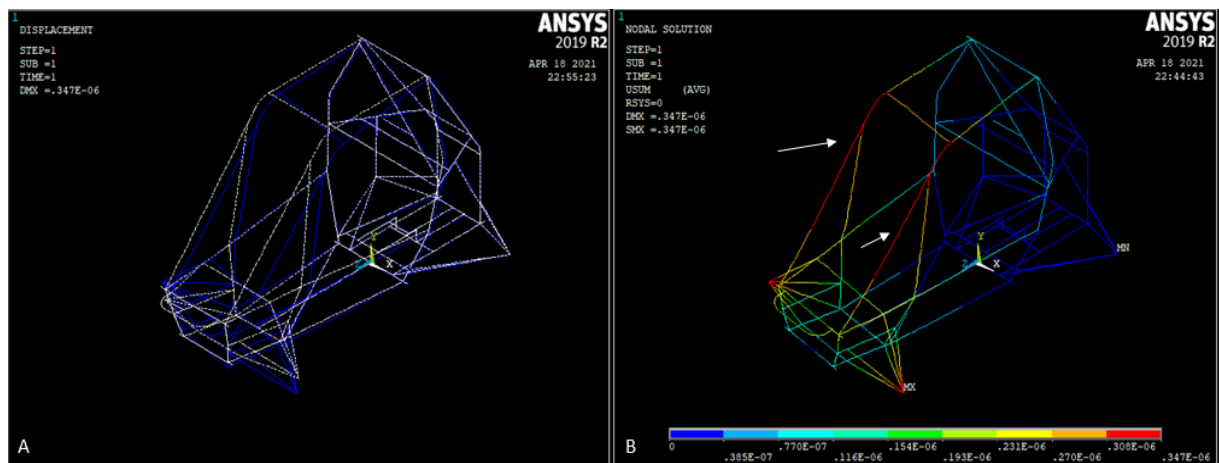 1
DISPLACEMENT
STEP=1
SUB =1
TIME=1
DMX =.347E-06
ANSYS
2019 R2
APR 18 2021
22:55:23
Y
Z X
A
1
NODAL SOLUTION
STEP=1
SUB =1
TIME=1
USUM (AVG)
RSYS=0
DMX =.347E-06
SMX =.347E-06
ANSYS
2019 R2
APR 18 2021
22:44:43
Y
MN
Z X
MX
B
0 .770E-07 .154E-06 .231E-06 .308E-06
.385E-07 .116E-06 .193E-06 .270E-06 .347E-06